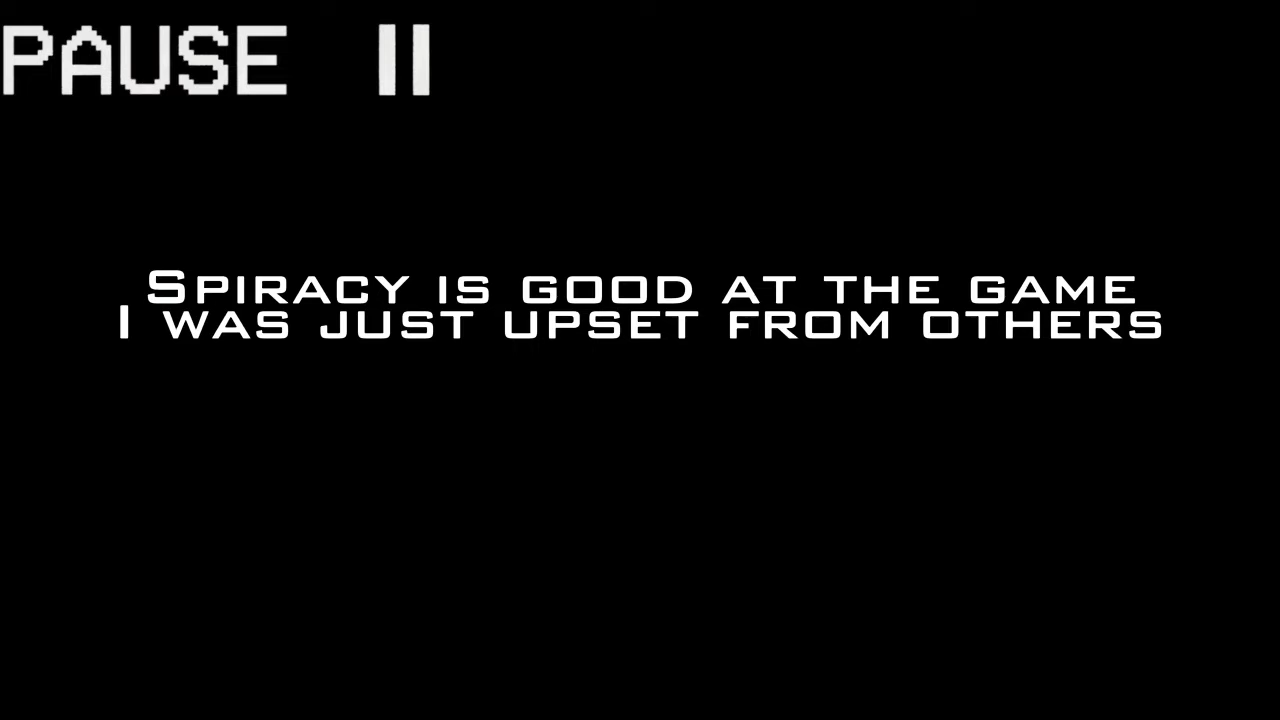 PAUSE II
Spiracy is good at the game
I was just upset from others